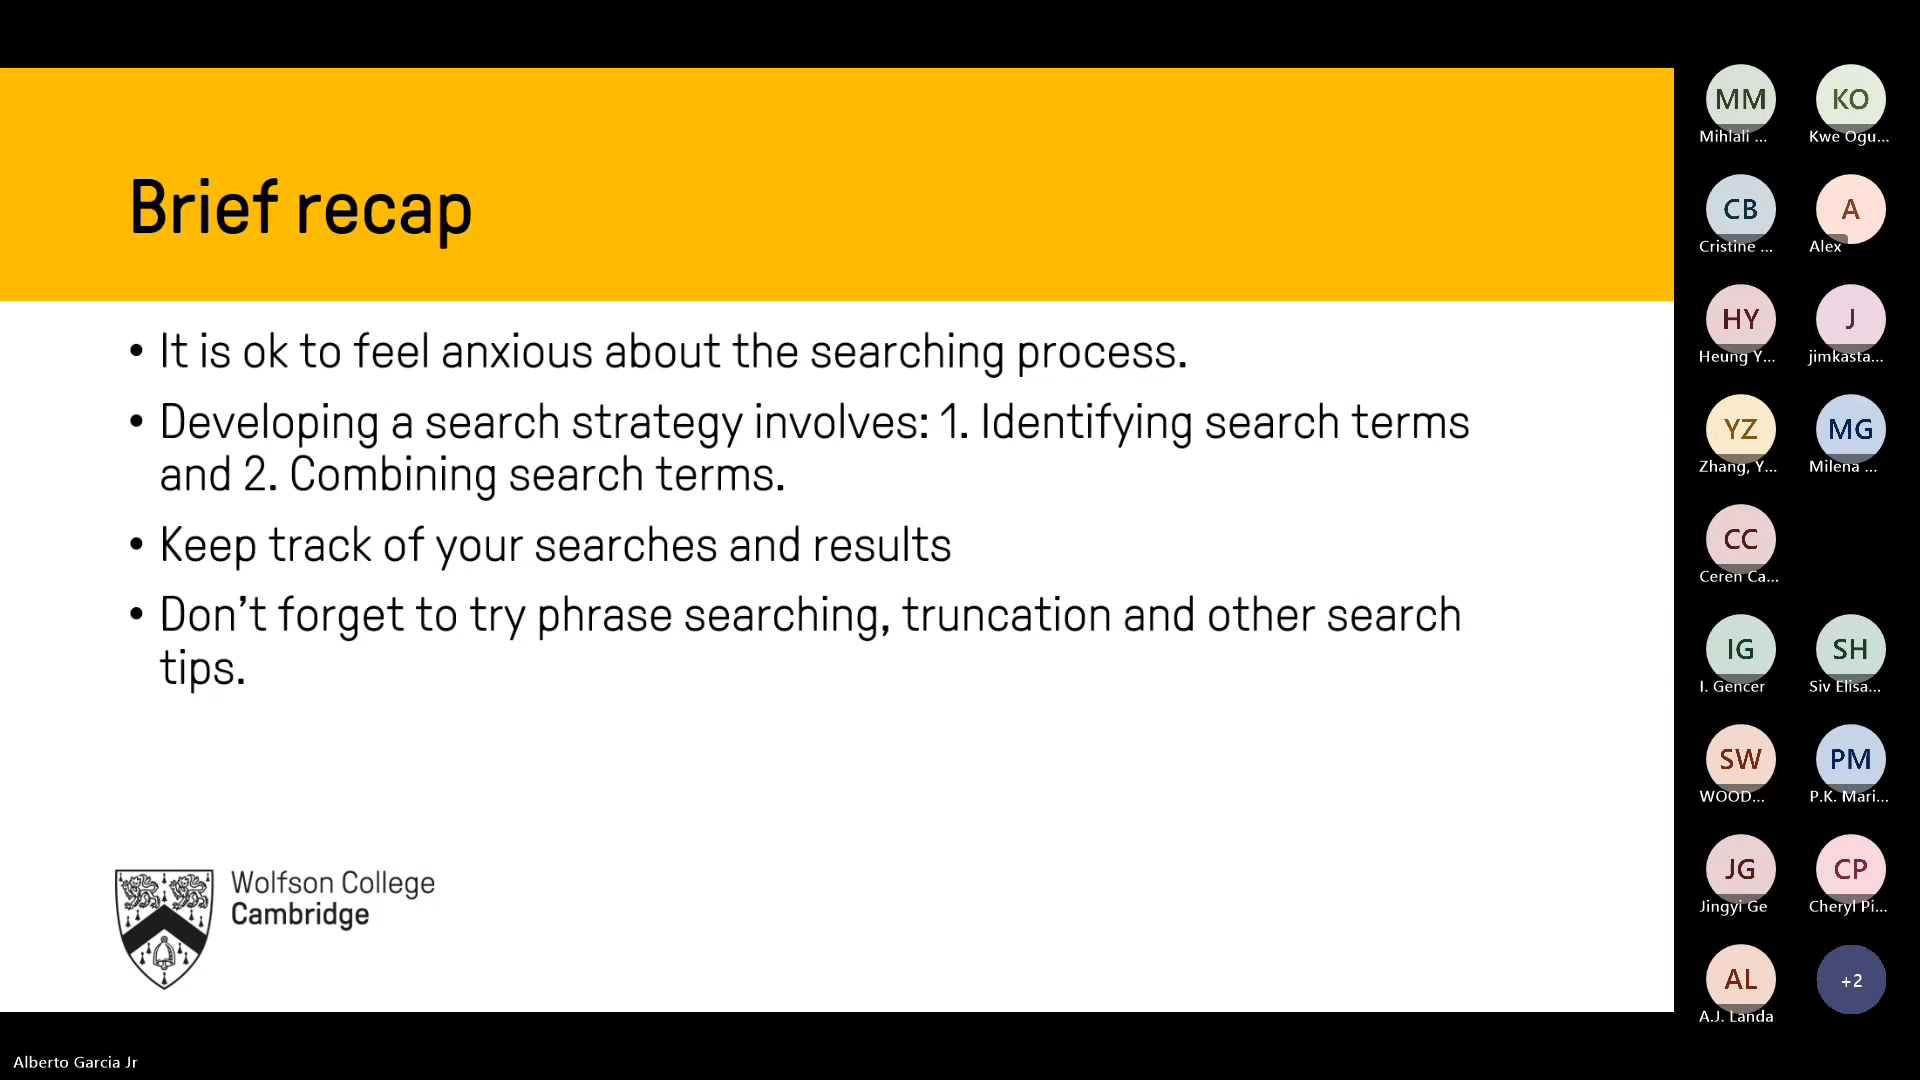 Brief recap
• It is ok to feel anxious about the searching process.
• Developing a search strategy involves: 1. Identifying search terms
and 2. Combining search terms.
• Keep track of your searches and results
• Don’t forget to try phrase searching, truncation and other search
tips.
Wolfson College
Cambridge
MM
Mihlali ...
KO
Kwe Ogu...
CB
Cristine ...
A
Alex
HY
Heung Y...
J
jimkasta...
YZ
Zhang, Y...
MG
Milena ...
CC
Ceren Ca...
IG
I. Gencer
SH
Siv Elisa...
SW
WOOD...
PM
P.K. Mari...
JG
Jingyi Ge
CP
Cheryl Pi...
AL
A.J. Landa
+2
Alberto Garcia Jr